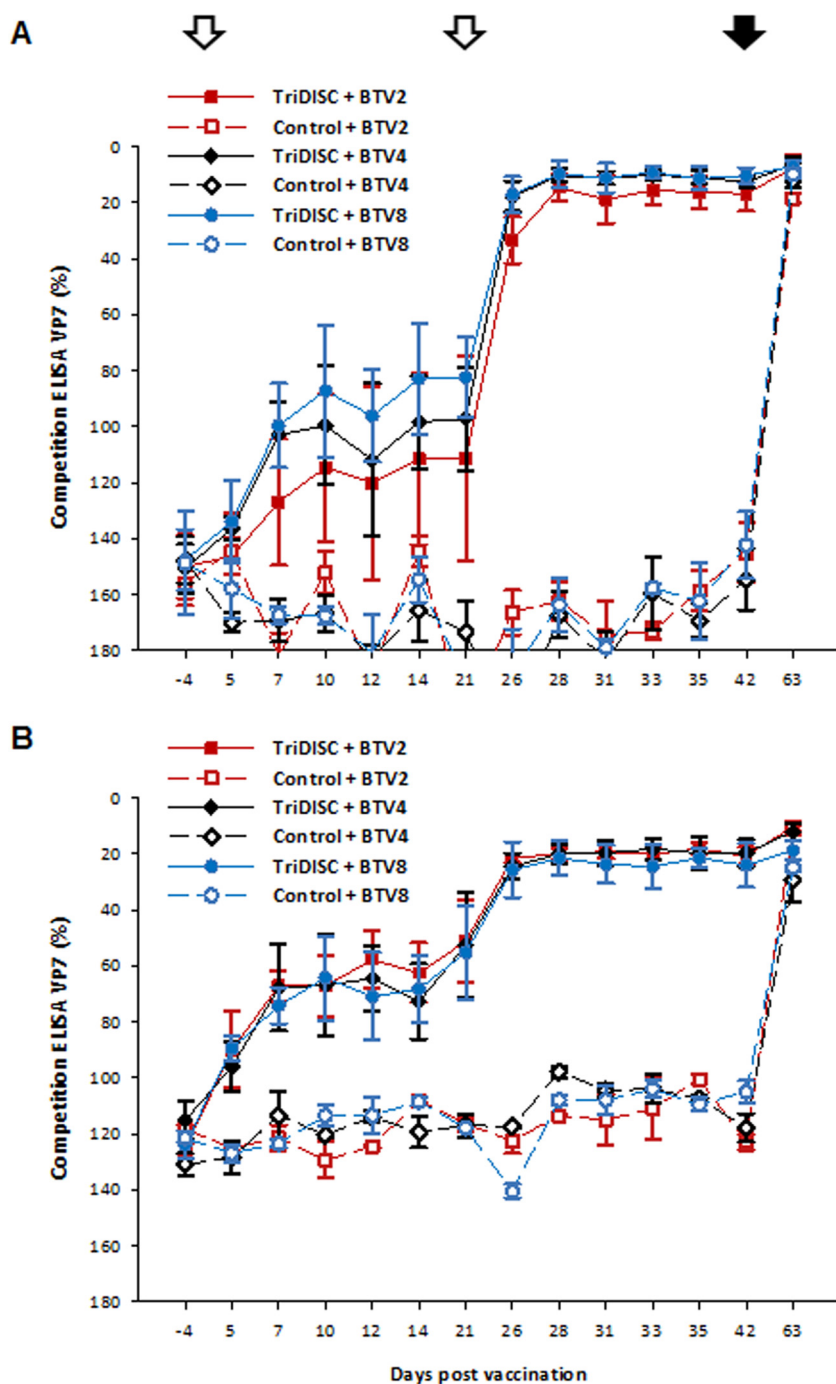 A
TriDISC + BTV2
Control + BTV2
TriDISC + BTV4
Control + BTV4
TriDISC + BTV8
Control + BTV8
Competition ELISA VP7 (%)
0
20
40
60
80
100
120
140
160
180
-4 5 7 10 12 14 21 26 28 31 33 35 42 63
B
TriDISC + BTV2
Control + BTV2
TriDISC + BTV4
Control + BTV4
TriDISC + BTV8
Control + BTV8
Competition ELISA VP7 (%)
0
20
40
60
80
100
120
140
160
180
-4 5 7 10 12 14 21 26 28 31 33 35 42 63
Days post vaccination